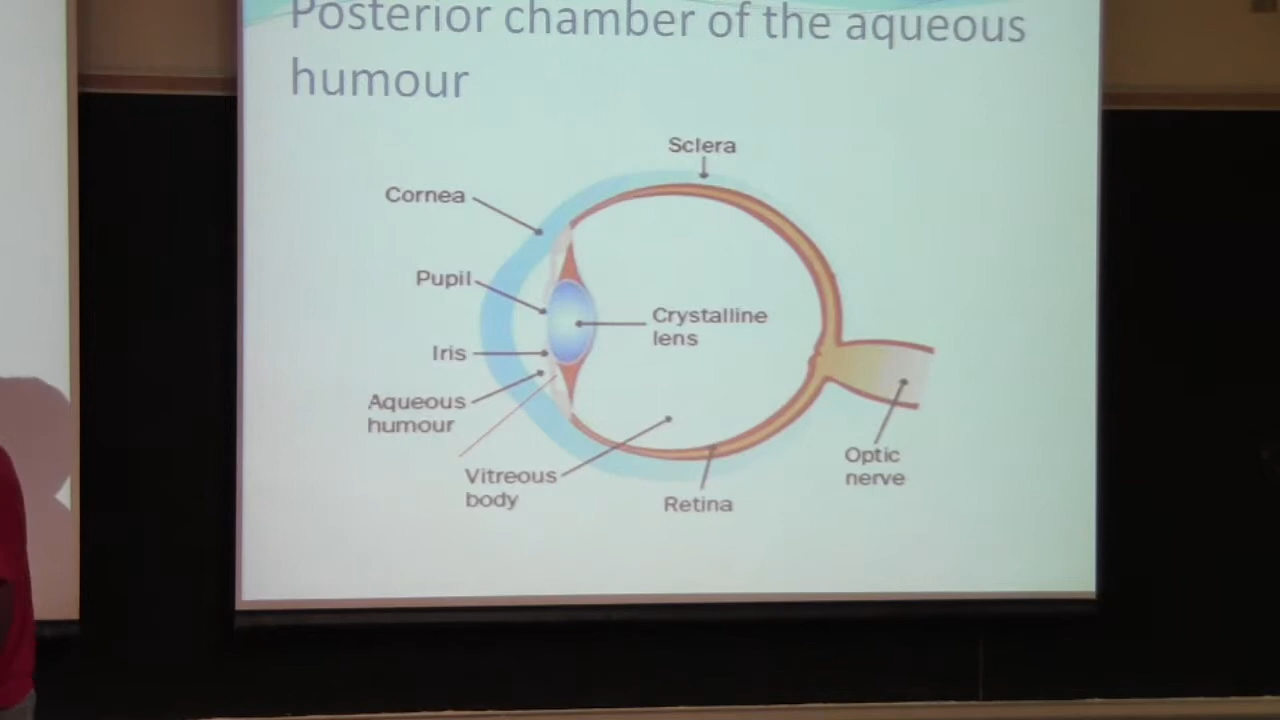 Posterior chamber of the aqueous
humour
Sclera
Cornea
Pupil
Crystalline
lens
Iris
Aqueous
humour
Vitreous
body
Retina
Optic
nerve